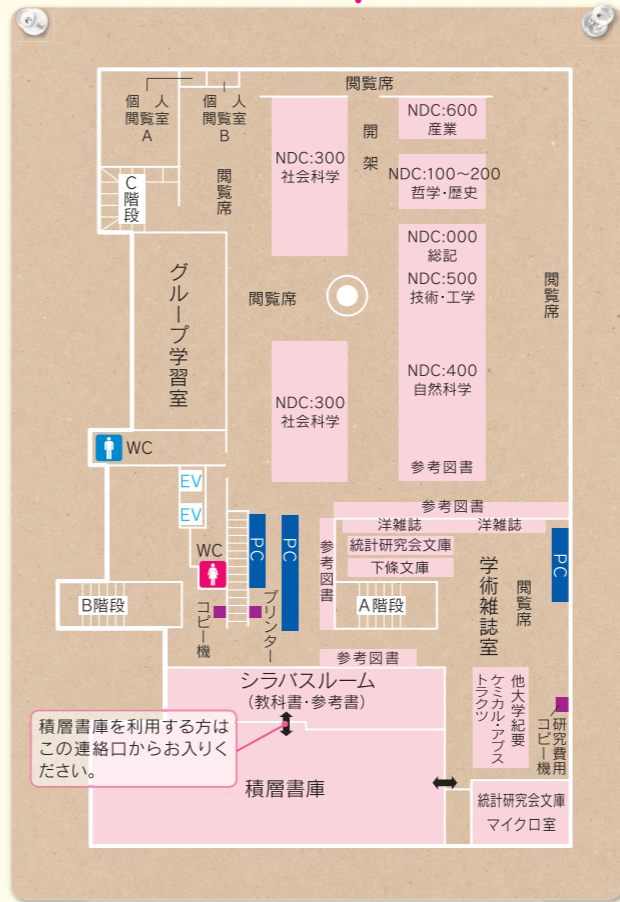 閲覧席
個 人
閲覧室
A
個 人
閲覧室
B
閲覧席
開架
NDC:300
社会科学
NDC:600
産業
NDC:100~200
哲学・歴史
C階段
NDC:000
総記
NDC:500
技術・工学
NDC:400
自然科学
参考図書
グループ学習室
閲覧席
閲覧席
NDC:300
社会科学
WC
EV
EV
WC
PC
PC
参考図書
参考図書
洋雑誌
洋雑誌
統計研究会文庫
下條文庫
学術雑誌室
閲覧席
PC
B階段
コピー機
プリンター
A階段
参考図書
シラバスルーム
(教科書・参考書)
他大学紀要
ケミカル・アブス
トラクツ
研究費用
コピー機
積層書庫を利用する方は
この連絡口からお入りく
ださい。
積層書庫
統計研究会文庫
マイクロ室